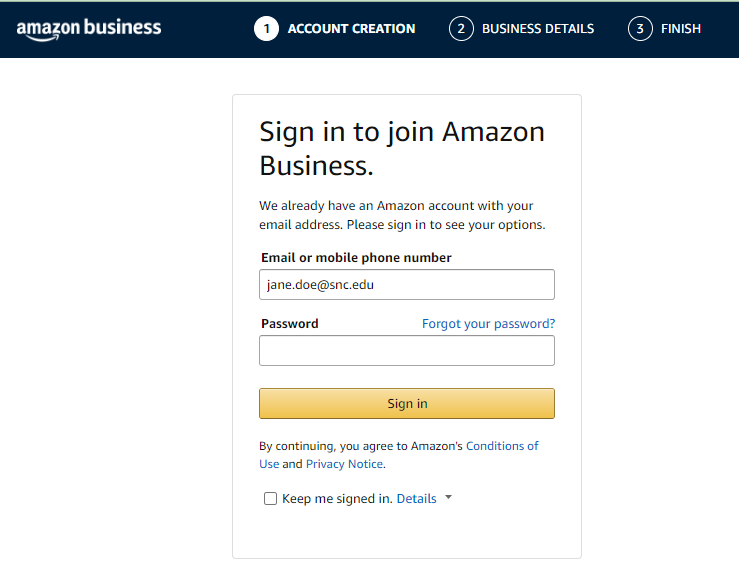 amazon business
1 ACCOUNT CREATION
2 BUSINESS DETAILS
3 FINISH
Sign in to join Amazon
Business.
We already have an Amazon account with your
email address. Please sign in to see your options.
Email or mobile phone number
jane.doe@snc.edu
Password Forgot your password?
Sign in
By continuing, you agree to Amazon's Conditions of
Use and Privacy Notice.
Keep me signed in. Details